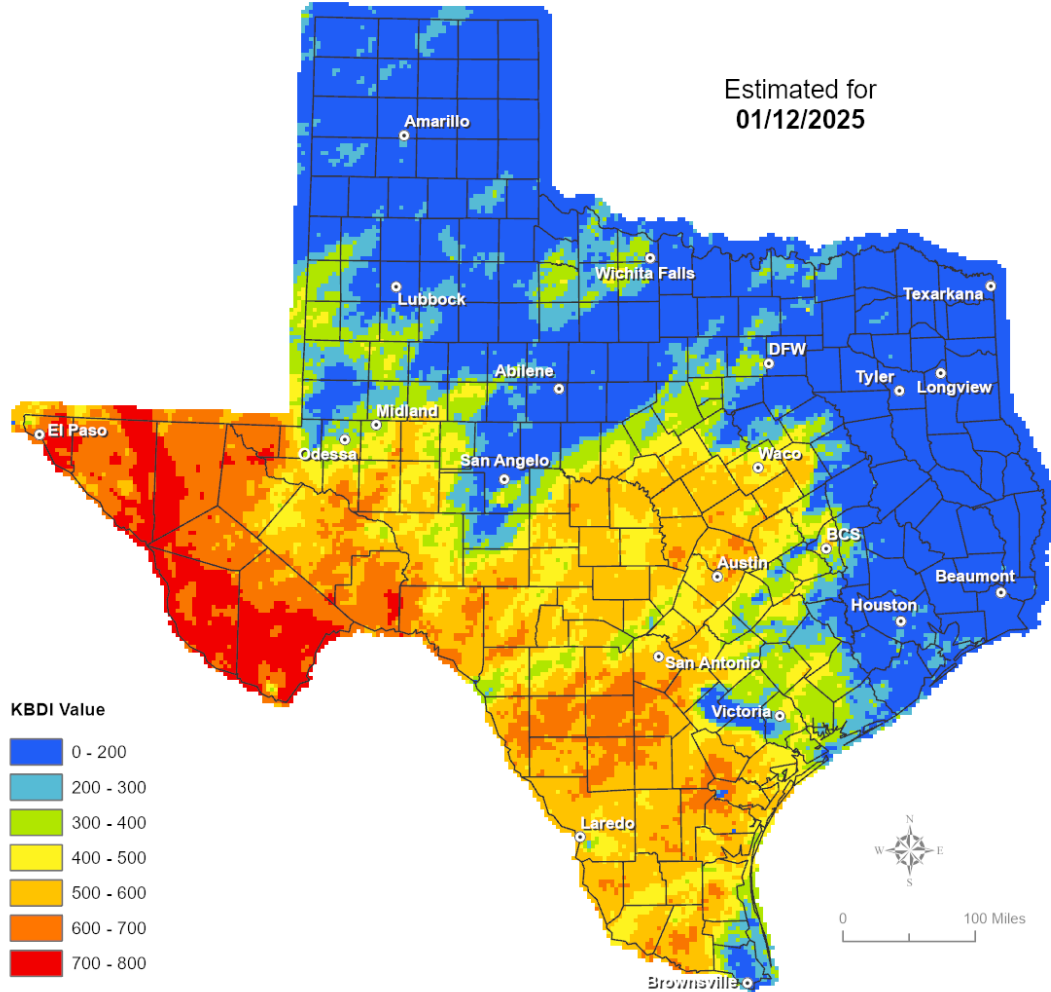 Estimated for
01/12/2025
Amarillo
Wichita Falls
Lubbock
Texarkana
DFW
Abilene
Tyler
Longview
Midland
El Paso
Odessa
San Angelo
Waco
BCS
Austin
Beaumont
Houston
San Antonio
Victoria
KBDI Value
0 - 200
200 - 300
300 - 400
400 - 500
500 - 600
600 - 700
700 - 800
Laredo
N
W
E
S
0
100 Miles
Brownsville